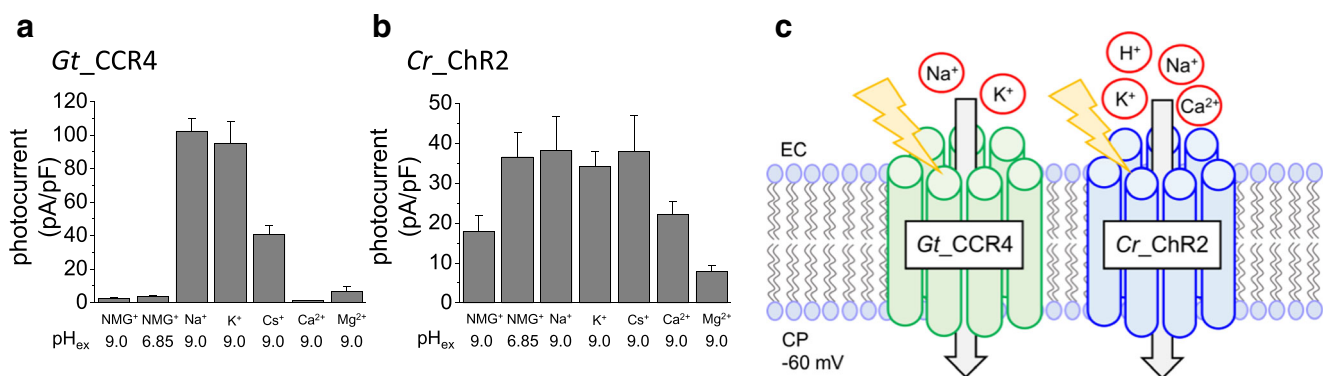 a
Gt_CCR4
photocurrent
(pA/pF)
120
100
80
60
40
20
0
NMG⁺ NMG⁺ Na⁺ K⁺ Cs⁺ Ca²⁺ Mg²⁺
pHex 9.0 6.85 9.0 9.0 9.0 9.0 9.0
b
Cr_ChR2
photocurrent
(pA/pF)
50
40
30
20
10
0
NMG⁺ NMG⁺ Na⁺ K⁺ Cs⁺ Ca²⁺ Mg²⁺
pHex 9.0 6.85 9.0 9.0 9.0 9.0 9.0
c
Na⁺
K⁺
H⁺
Na⁺
K⁺
Ca²⁺
EC
Gt_CCR4
Cr_ChR2
CP
-60 mV